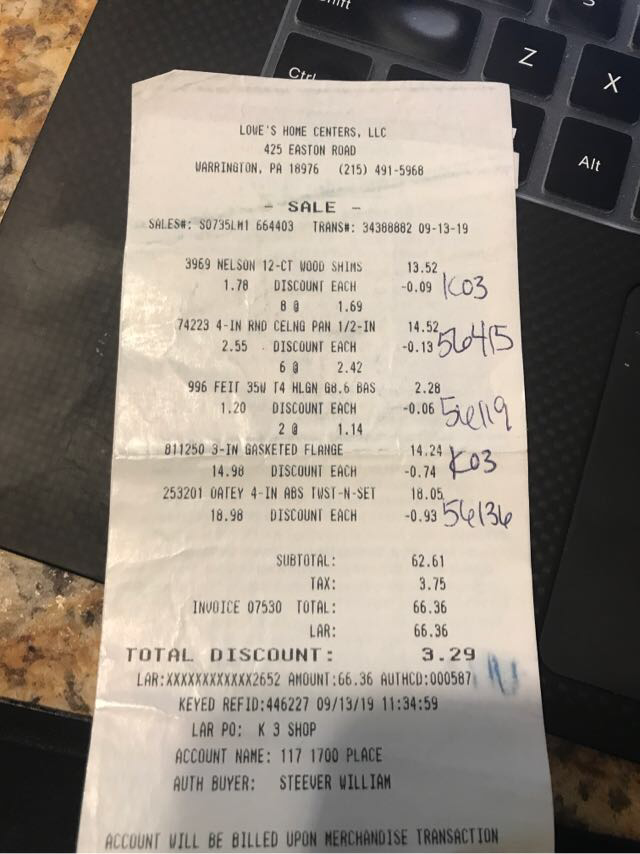 Shift
Ctrl
Z
X
Alt
LOWE'S HOME CENTERS, LLC
425 EASTON ROAD
WARRINGTON, PA 18976 (215) 491-5968
- SALE -
SALES#: S0735LM1 664403 TRANS#: 34388882 09-13-19
3969 NELSON 12-CT WOOD SHIMS 13.52
1.78 DISCOUNT EACH -0.09 K03
8 @ 1.69
74223 4-IN RND CELNG PAN 1/2-IN 14.52
2.55 DISCOUNT EACH -0.13 56415
6 @ 2.42
996 FEIT 35W T4 HLGN G8.6 BAS 2.28
1.20 DISCOUNT EACH -0.06 56119
2 @ 1.14
811250 3-IN GASKETED FLANGE 14.24
14.98 DISCOUNT EACH -0.74 K03
253201 OATEY 4-IN ABS TWST-N-SET 18.05
18.98 DISCOUNT EACH -0.93 56136
SUBTOTAL: 62.61
TAX: 3.75
INVOICE 07530 TOTAL: 66.36
LAR: 66.36
TOTAL DISCOUNT: 3.29
LAR:XXXXXXXXXXXX2652 AMOUNT:66.36 AUTHCD:000587
KEYED REFID:446227 09/13/19 11:34:59
LAR PO: K 3 SHOP
ACCOUNT NAME: 117 1700 PLACE
AUTH BUYER: STEEVER WILLIAM
ACCOUNT WILL BE BILLED UPON MERCHANDISE TRANSACTION